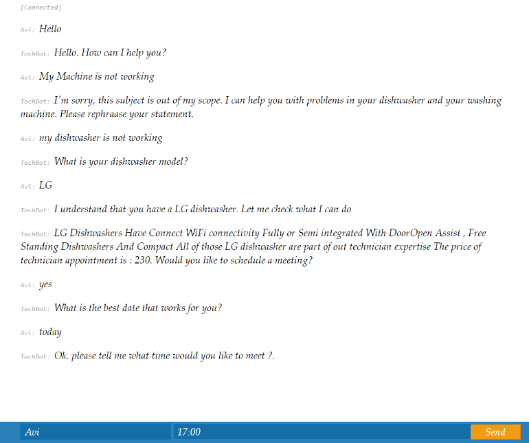 [Connected]
Avi: Hello
TechBot: Hello. How can I help you?
Avi: My Machine is not working
TechBot: I'm sorry, this subject is out of my scope. I can help you with problems in your dishwasher and your washing
machine. Please rephraase your statement.
Avi: my dishwasher is not working
TechBot: What is your dishwasher model?
Avi: LG
TechBot: I understand that you have a LG dishwasher. Let me check what I can do
TechBot: LG Dishwashers Have Connect WiFi connectivity Fully or Semi integrated With DoorOpen Assist , Free
Standing Dishwashers And Compact All of those LG dishwasher are part of out technician expertise The price of
technician appointment is : 230. Would you like to schedule a meeting?
Avi: yes
TechBot: What is the best date that works for you?
Avi: today
TechBot: Ok. please tell me what time would you like to meet ?.
Avi 17:00 Send